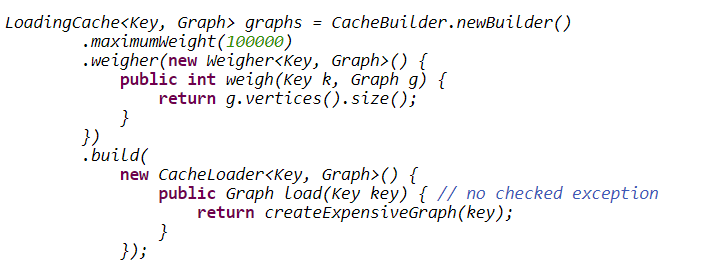 LoadingCache<Key, Graph> graphs = CacheBuilder.newBuilder()
        .maximumWeight(100000)
        .weigher(new Weigher<Key, Graph>() {
            public int weigh(Key k, Graph g) {
                return g.vertices().size();
            }
        })
        .build(
            new CacheLoader<Key, Graph>() {
                public Graph load(Key key) { // no checked exception
                    return createExpensiveGraph(key);
                }
            });